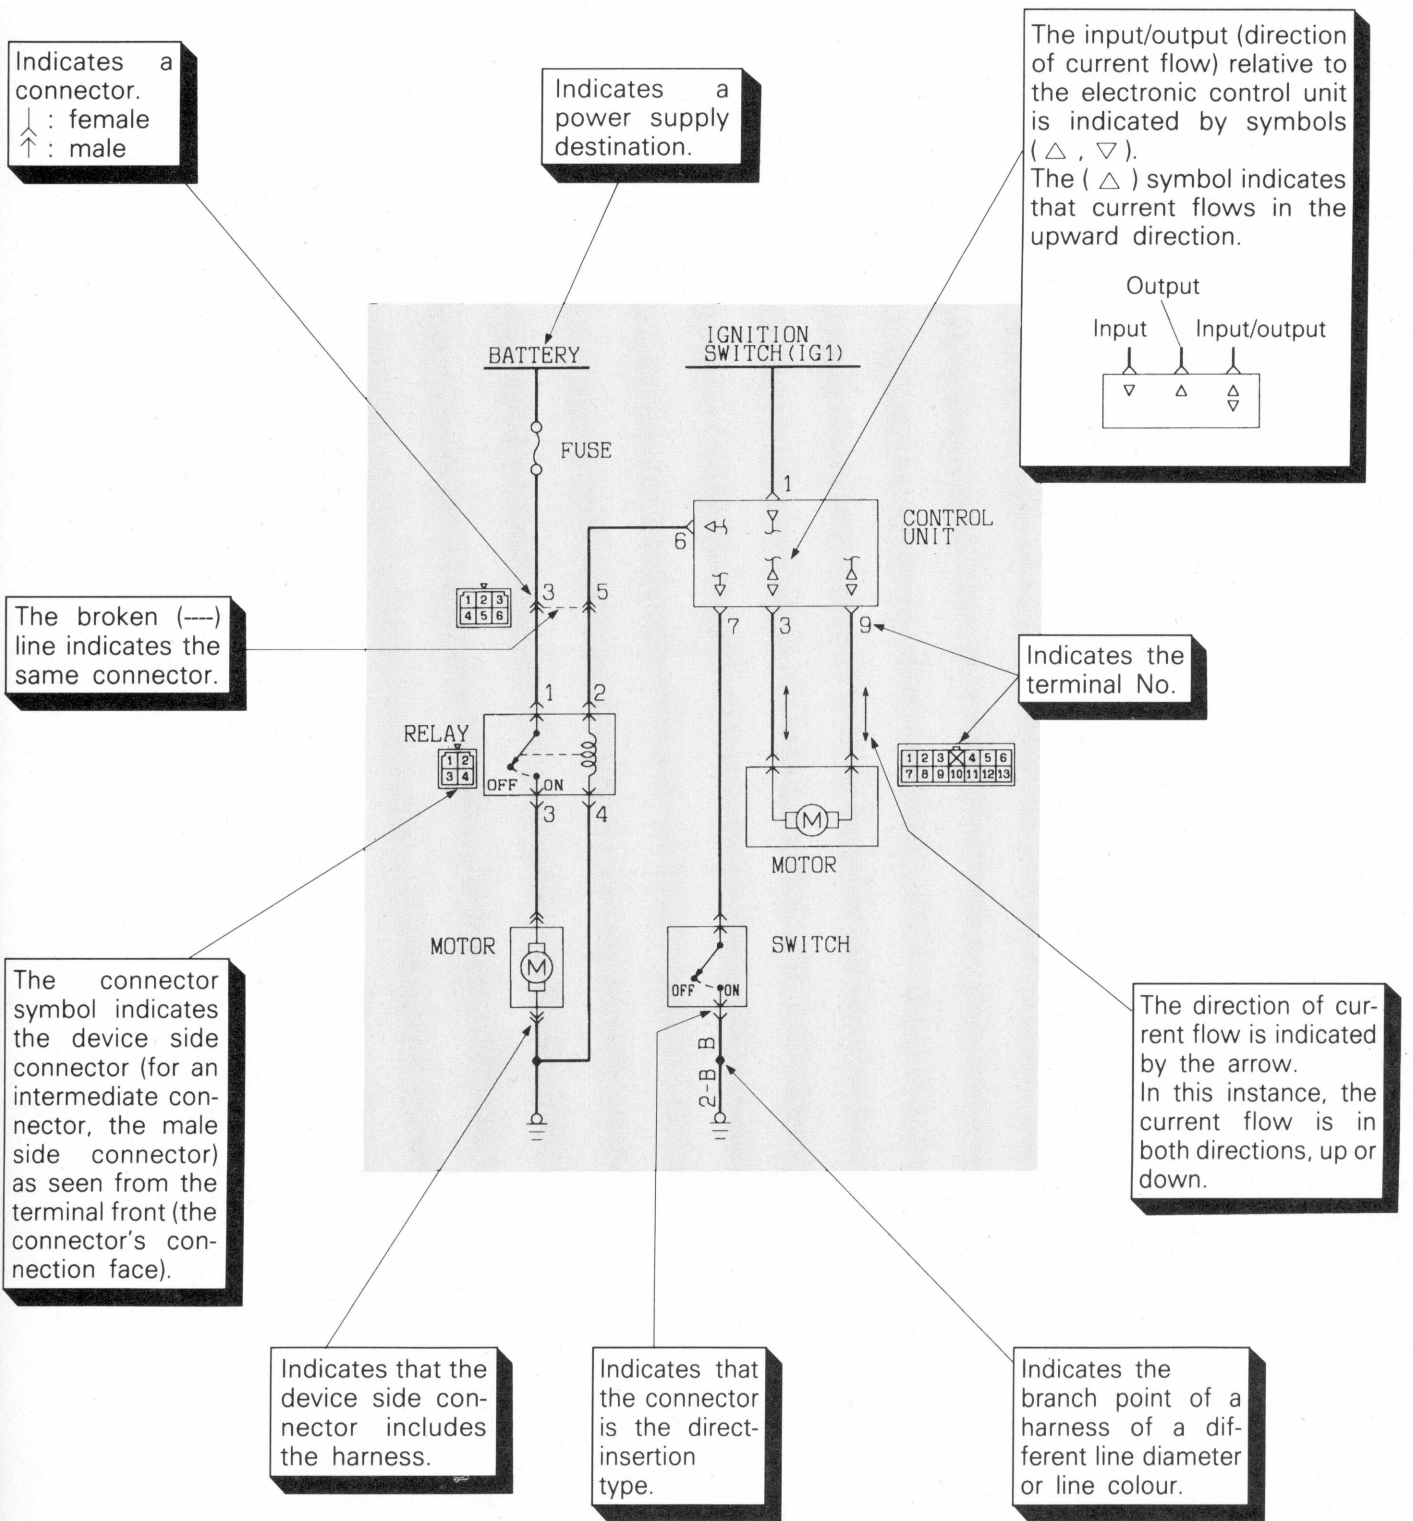 Indicates a
connector.
: female
: male
Indicates a
power supply
destination.
The input/output (direction
of current flow) relative to
the electronic control unit
is indicated by symbols
( △ , ▽ ).
The ( △ ) symbol indicates
that current flows in the
upward direction.
Output
Input Input/output
BATTERY
IGNITION
SWITCH(IG1)
FUSE
1
CONTROL
UNIT
6
3 5
1 2 3
4 5 6
7 3 9
The broken (----)
line indicates the
same connector.
Indicates the
terminal No.
1 2
RELAY
1 2
3 4
OFF ON
3 4
1 2 3 4 5 6
7 8 9 10 11 12 13
M
MOTOR
MOTOR
M
SWITCH
OFF ON
B
2-B
The connector
symbol indicates
the device side
connector (for an
intermediate con-
nector, the male
side connector)
as seen from the
terminal front (the
connector's con-
nection face).
The direction of cur-
rent flow is indicated
by the arrow.
In this instance, the
current flow is in
both directions, up or
down.
Indicates that the
device side con-
nector includes
the harness.
Indicates that
the connector
is the direct-
insertion
type.
Indicates the
branch point of a
harness of a dif-
ferent line diameter
or line colour.